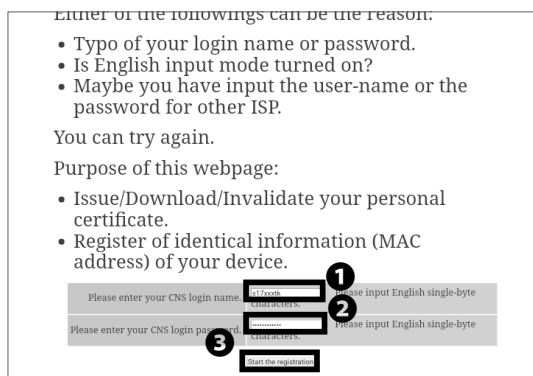 Either of the followings can be the reason:
• Typo of your login name or password.
• Is English input mode turned on?
• Maybe you have input the user-name or the
password for other ISP.
You can try again.
Purpose of this webpage:
• Issue/Download/Invalidate your personal
certificate.
• Register of identical information (MAC
address) of your device.
❶
Please enter your CNS login name. s17xxxtk Please input English single-byte
characters.
❷
Please enter your CNS login password. ············ Please input English single-byte
characters.
❸
Start the registration